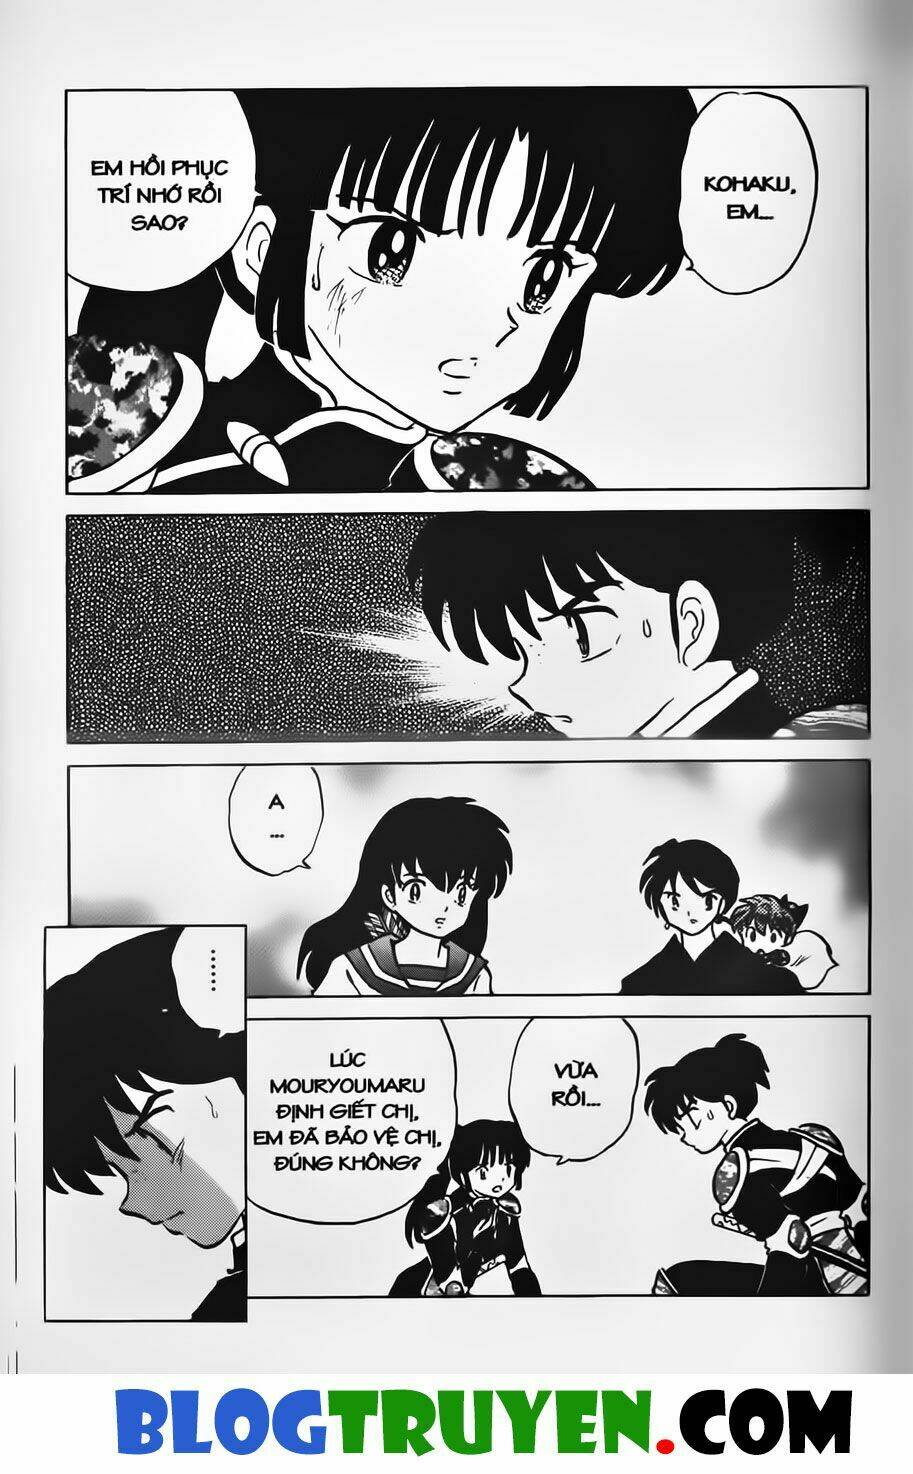 KOHAKU,
EM...
EM HỒI PHỤC
TRÍ NHỚ RỒI
SAO?
A
...
VỪA
RỒI...
LÚC
MOURYOUMARU
ĐỊNH GIẾT CHỊ,
EM ĐÃ BẢO VỆ CHỊ,
ĐÚNG KHÔNG?
......
BLOGTRUYEN.COM